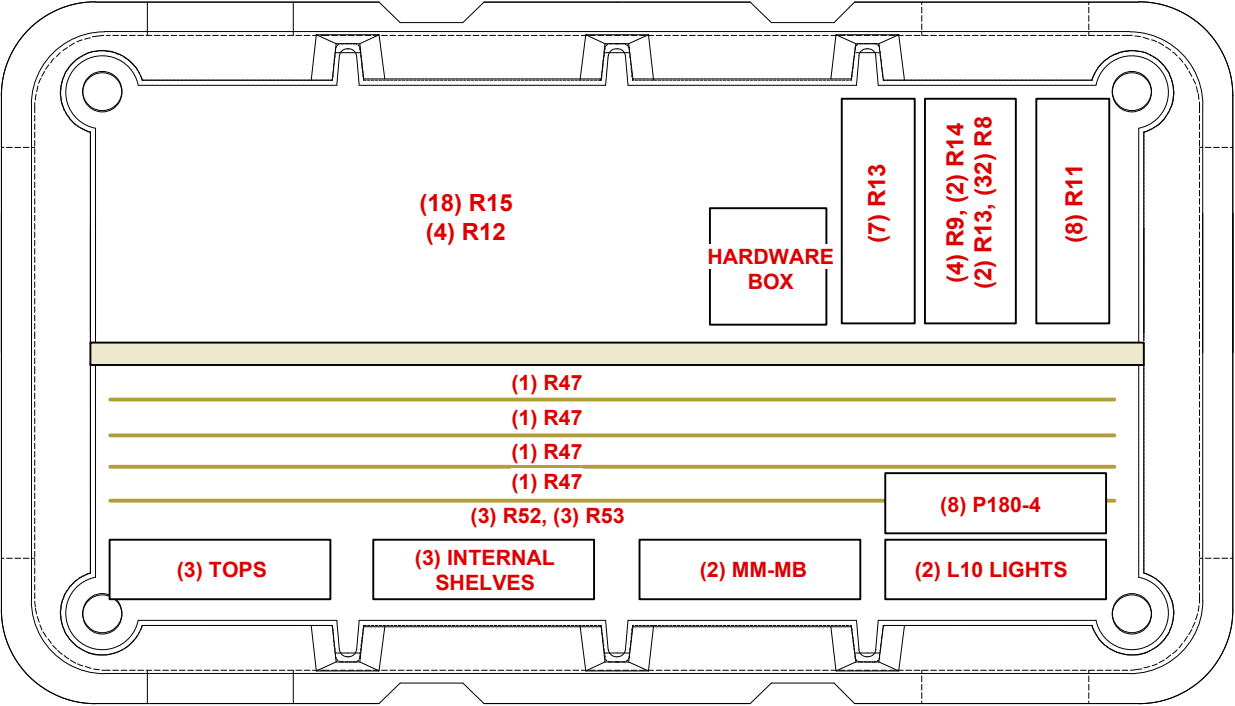 (18) R15
(4) R12
HARDWARE
BOX
(7) R13
(4) R9, (2) R14
(2) R13, (32) R8
(8) R11
(1) R47
(1) R47
(1) R47
(1) R47
(3) R52, (3) R53
(8) P180-4
(3) TOPS
(3) INTERNAL
SHELVES
(2) MM-MB
(2) L10 LIGHTS